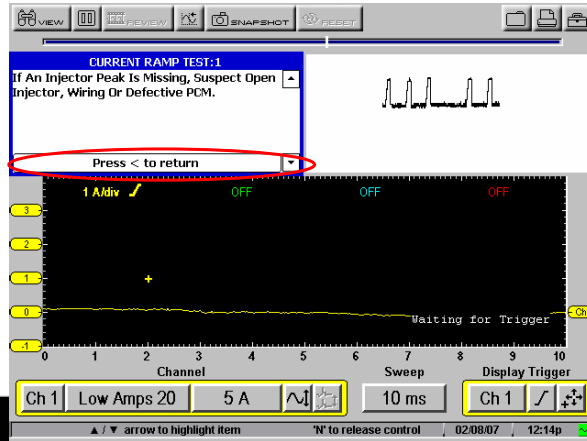 VIEW REVIEW SNAPSHOT RESET
CURRENT RAMP TEST:1
If An Injector Peak Is Missing, Suspect Open
Injector, Wiring Or Defective PCM.
Press < to return
1 A/div OFF OFF OFF
3
2
1
0 Ch
-1
Waiting for Trigger
0 1 2 3 4 5 6 7 8 9 10
Channel Sweep Display Trigger
Ch 1 Low Amps 20 5 A 10 ms Ch 1
▲ / ▼ arrow to highlight item 'N' to release control 02/08/07 12:14p